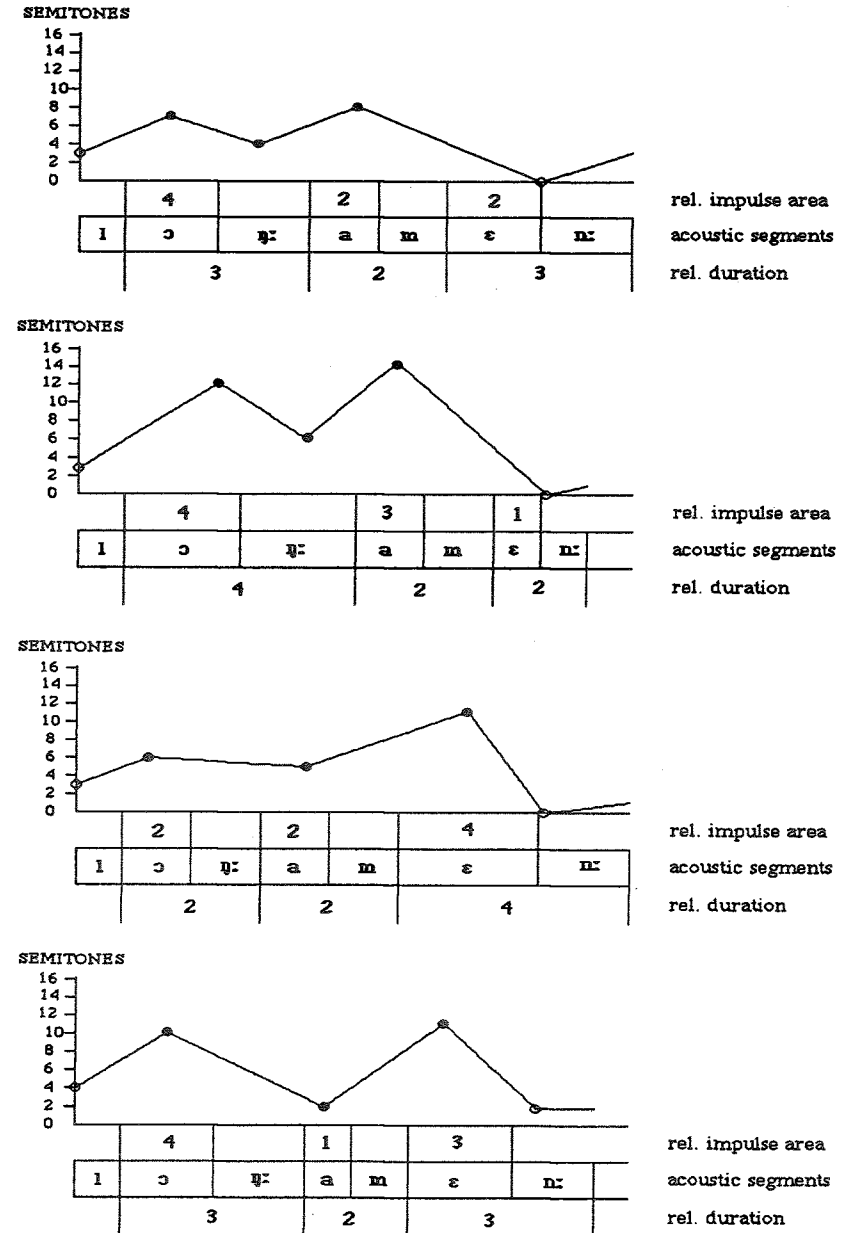 SEMITONES
16
14
12
10
8
6
4
2
0
4 2 2 rel. impulse area
l ɔ ŋ: a m ɛ n: acoustic segments
3 2 3 rel. duration
SEMITONES
16
14
12
10
8
6
4
2
0
4 3 1 rel. impulse area
l ɔ ŋ: a m ɛ n: acoustic segments
4 2 2 rel. duration
SEMITONES
16
14
12
10
8
6
4
2
0
2 2 4 rel. impulse area
l ɔ ŋ: a m ɛ n: acoustic segments
2 2 4 rel. duration
SEMITONES
16
14
12
10
8
6
4
2
0
4 1 3 rel. impulse area
l ɔ ŋ: a m ɛ n: acoustic segments
3 2 3 rel. duration